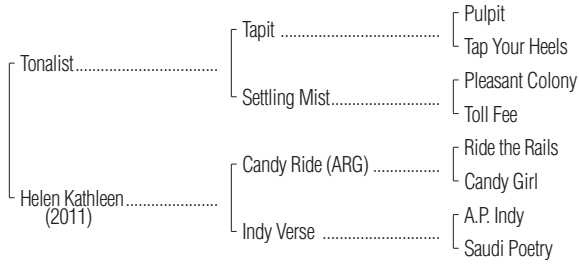 Pulpit
Tapit
Tap Your Heels
Tonalist
Pleasant Colony
Settling Mist
Toll Fee
Ride the Rails
Candy Ride (ARG)
Candy Girl
Helen Kathleen
(2011)
A.P. Indy
Indy Verse
Saudi Poetry